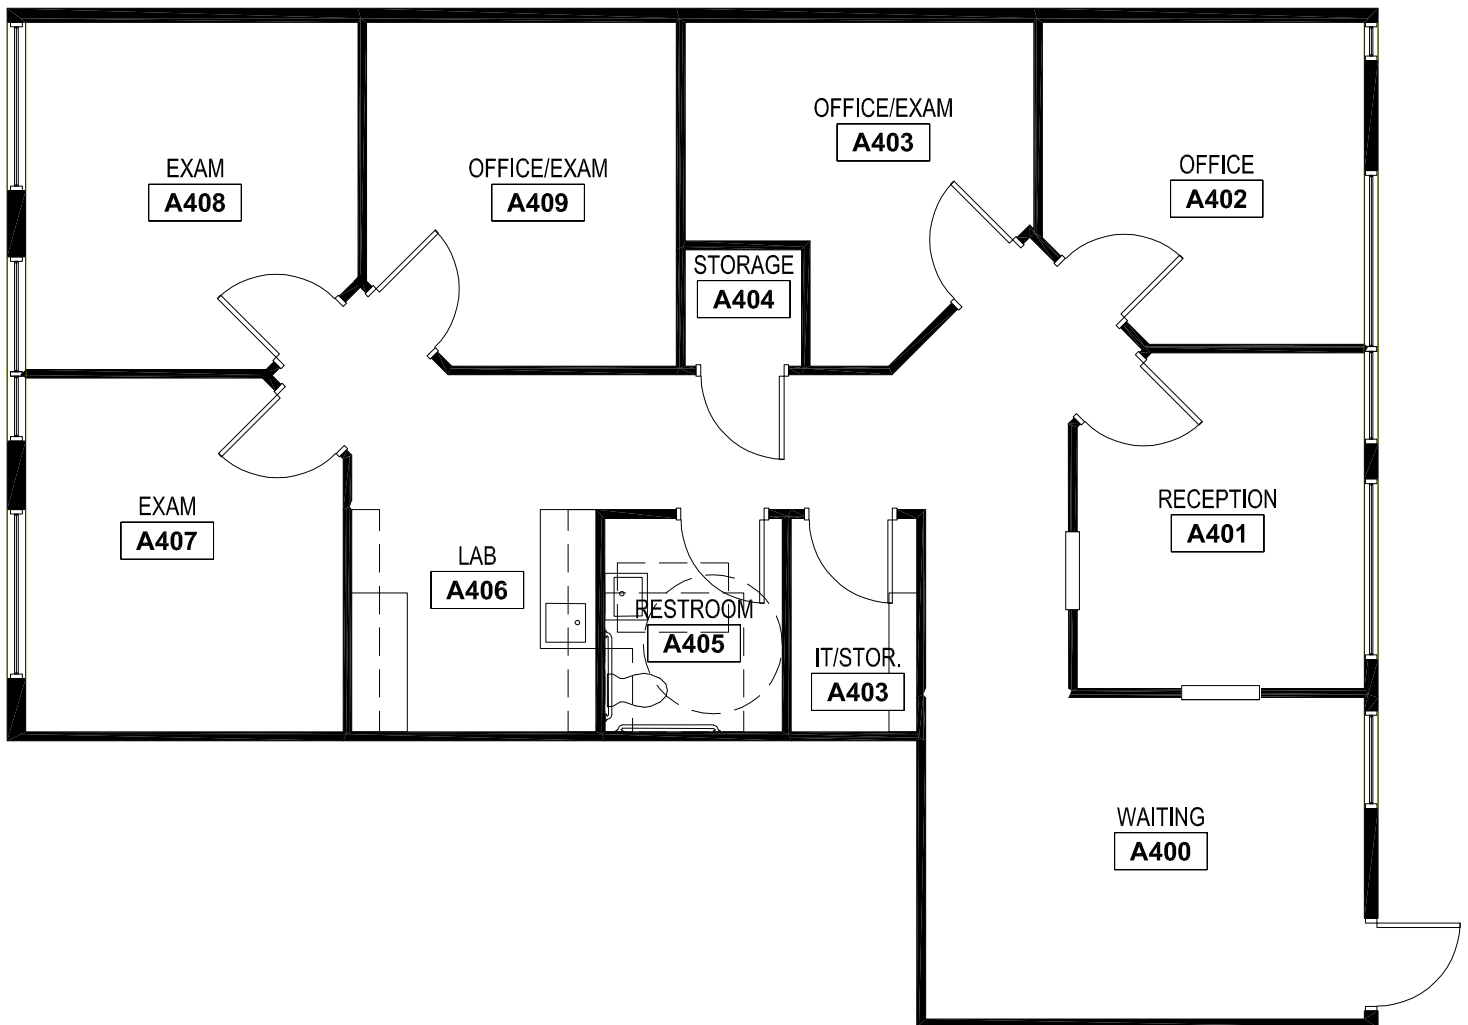 OFFICE/EXAM
A403
EXAM
A408
OFFICE/EXAM
A409
OFFICE
A402
STORAGE
A404
EXAM
A407
RECEPTION
A401
LAB
A406
RESTROOM
A405
IT/STOR.
A403
WAITING
A400